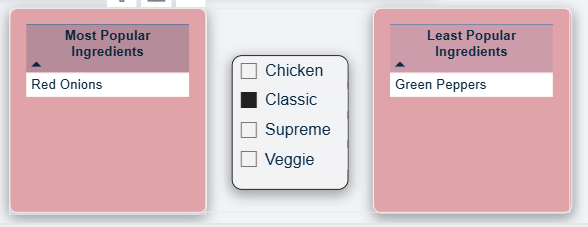 Most Popular
Ingredients
Red Onions
Chicken
Classic
Supreme
Veggie
Least Popular
Ingredients
Green Peppers